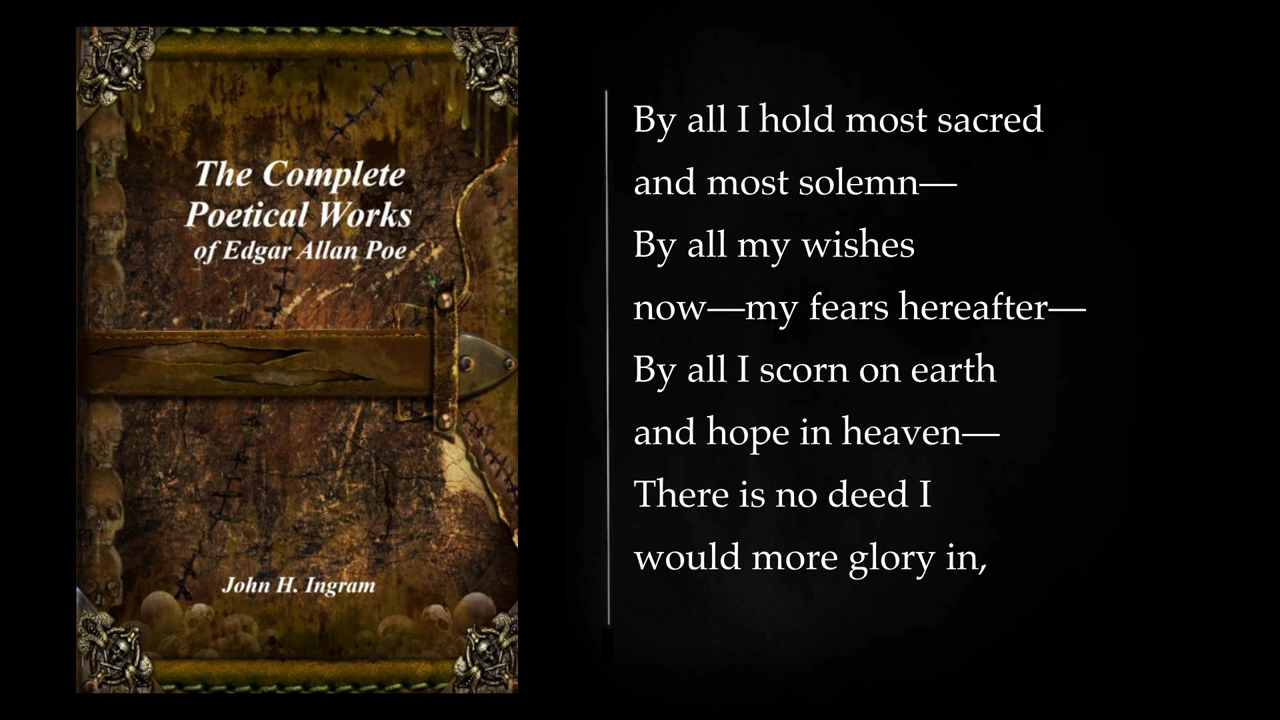 The Complete
Poetical Works
of Edgar Allan Poe
John H. Ingram
By all I hold most sacred
and most solemn—
By all my wishes
now—my fears hereafter—
By all I scorn on earth
and hope in heaven—
There is no deed I
would more glory in,